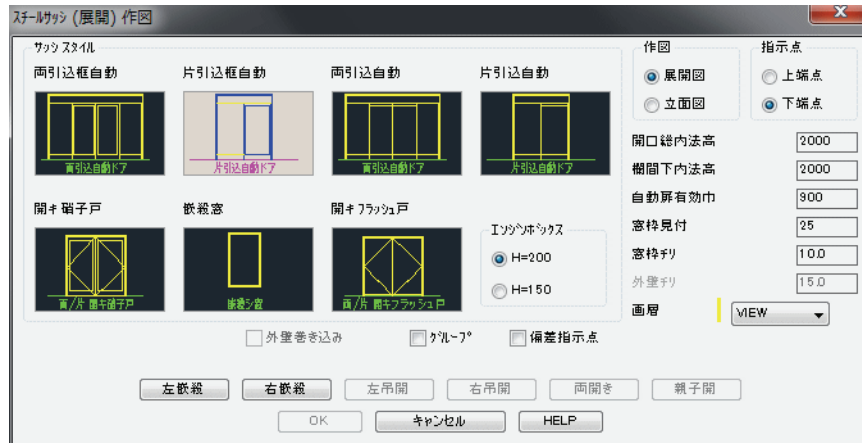 スチールサッシ (展開) 作図
サッシ スタイル
両引込框自動
片引込框自動
両引込自動
片引込自動
両引込自動ドア
片引込自動ドア
両引込自動ドア
片引込自動ドア
開キ 硝子戸
嵌殺窓
開キ フラッシュ戸
両/片 開キ硝子戸
嵌殺シ窓
両/片 開キフラッシュ戸
エンジンボックス
H=200
H=150
作図
展開図
立面図
指示点
上端点
下端点
開口総内法高 2000
欄間下内法高 2000
自動扉有効巾 900
窓枠見付 25
窓枠チリ 10.0
外壁チリ 15.0
画層 VIEW
外壁巻き込み
グループ
偏差指示点
左嵌殺
右嵌殺
左吊開
右吊開
両開き
親子開
OK
キャンセル
HELP